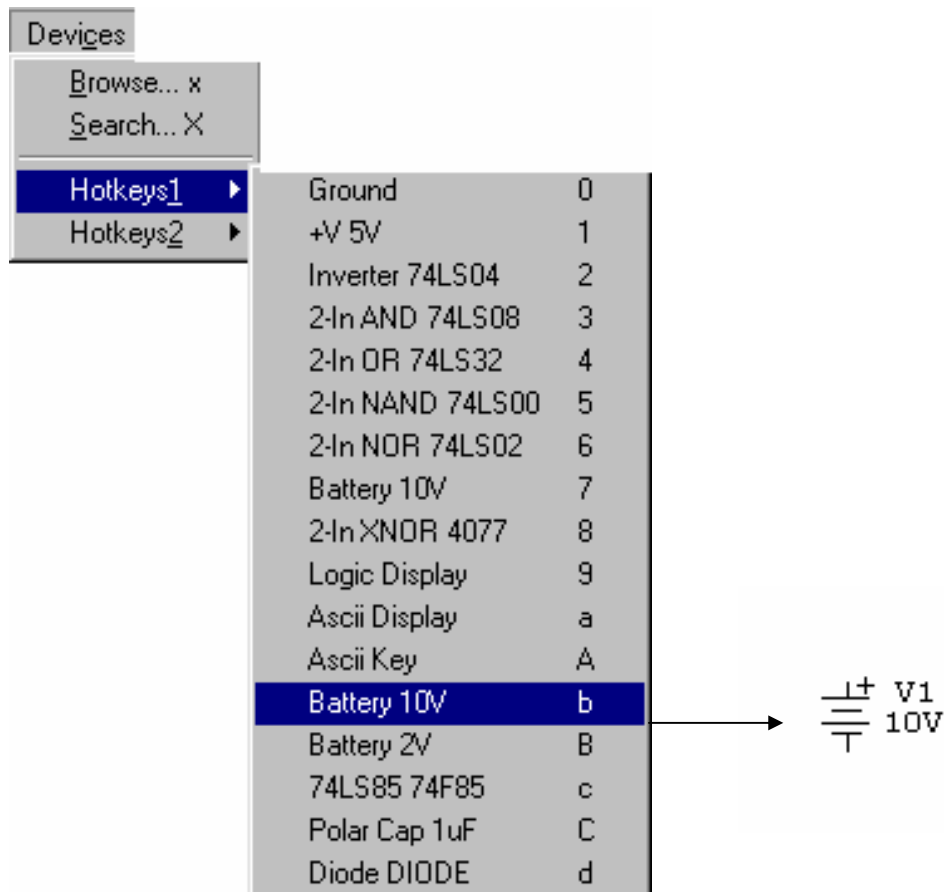 Devices
Browse... x
Search... X
Hotkeys1
Hotkeys2
Ground 0
+V 5V 1
Inverter 74LS04 2
2-In AND 74LS08 3
2-In OR 74LS32 4
2-In NAND 74LS00 5
2-In NOR 74LS02 6
Battery 10V 7
2-In XNOR 4077 8
Logic Display 9
Ascii Display a
Ascii Key A
Battery 10V b
Battery 2V B
74LS85 74F85 c
Polar Cap 1uF C
Diode DIODE d
+ V1
10V